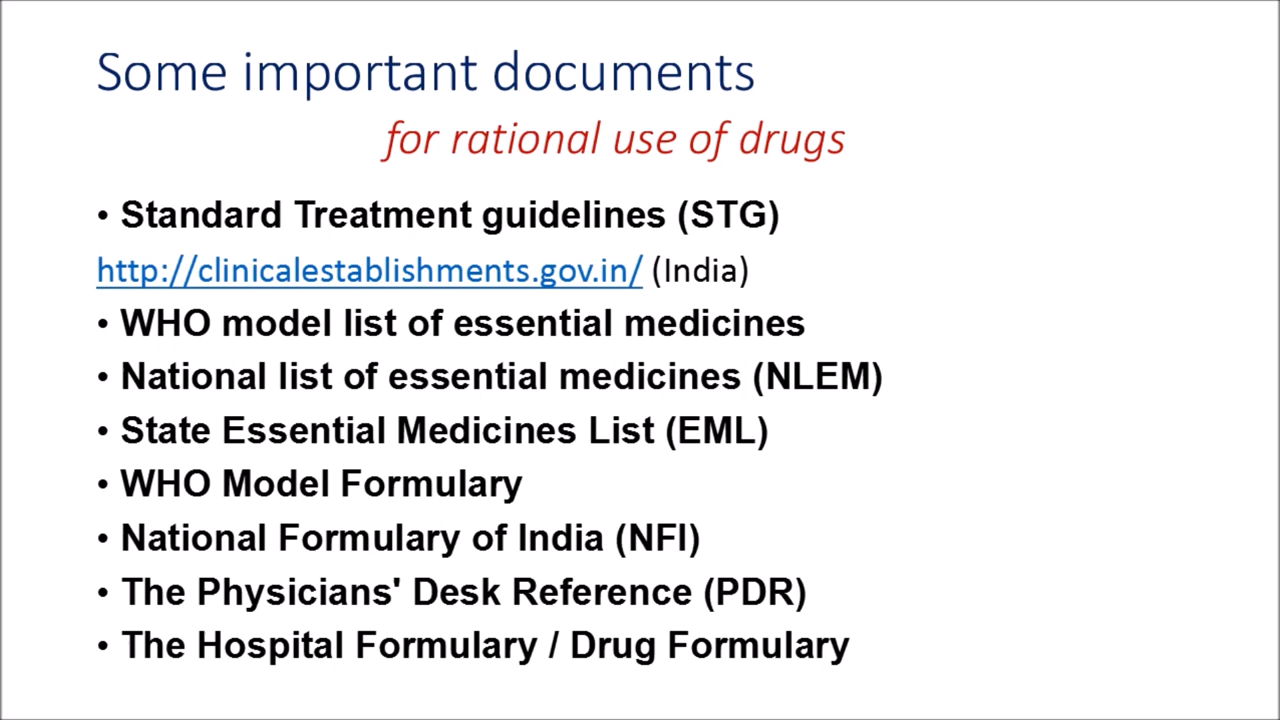 Some important documents
for rational use of drugs
• Standard Treatment guidelines (STG)
http://clinicalestablishments.gov.in/ (India)
• WHO model list of essential medicines
• National list of essential medicines (NLEM)
• State Essential Medicines List (EML)
• WHO Model Formulary
• National Formulary of India (NFI)
• The Physicians' Desk Reference (PDR)
• The Hospital Formulary / Drug Formulary